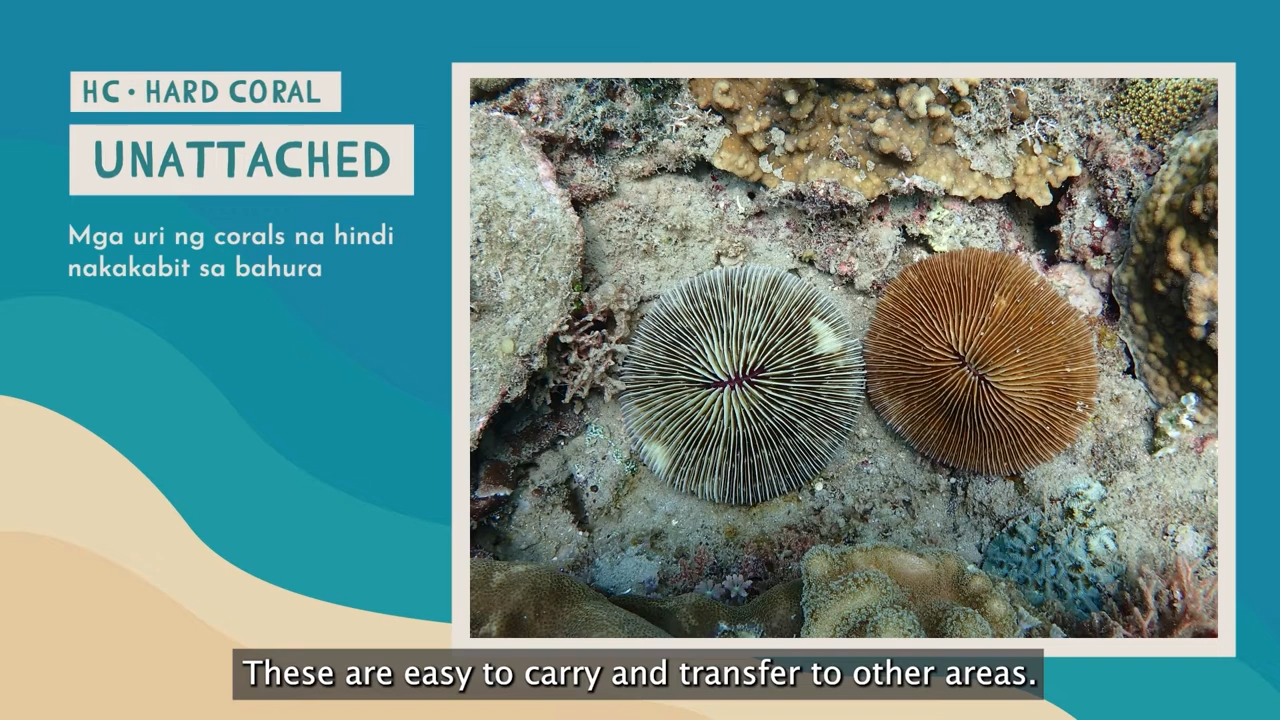 HC • HARD CORAL
UNATTACHED
Mga uri ng corals na hindi
nakakabit sa bahura
These are easy to carry and transfer to other areas.